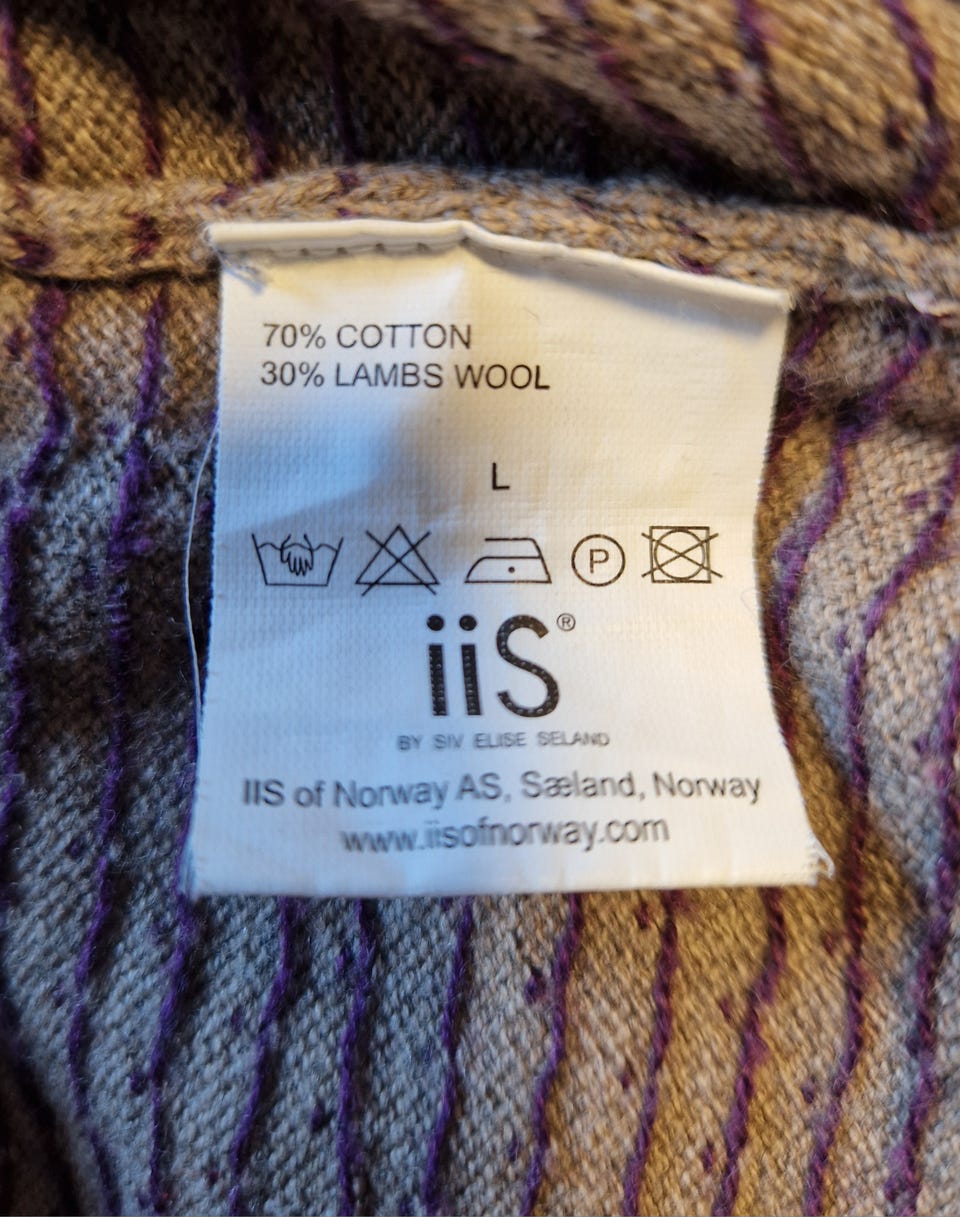 70% COTTON
30% LAMBS WOOL
L
P
iiS®
BY SIV ELISE SELAND
IIS of Norway AS, Sæland, Norway
www.iisofnorway.com